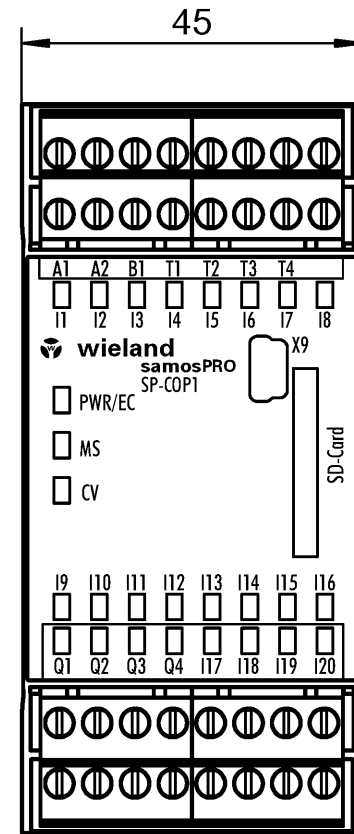 45
A1 A2 B1 T1 T2 T3 T4
I1 I2 I3 I4 I5 I6 I7 I8
wieland
samosPRO
SP-COP1
X9
PWR/EC
MS
CV
SD-Card
I9 I10 I11 I12 I13 I14 I15 I16
Q1 Q2 Q3 Q4 I17 I18 I19 I20